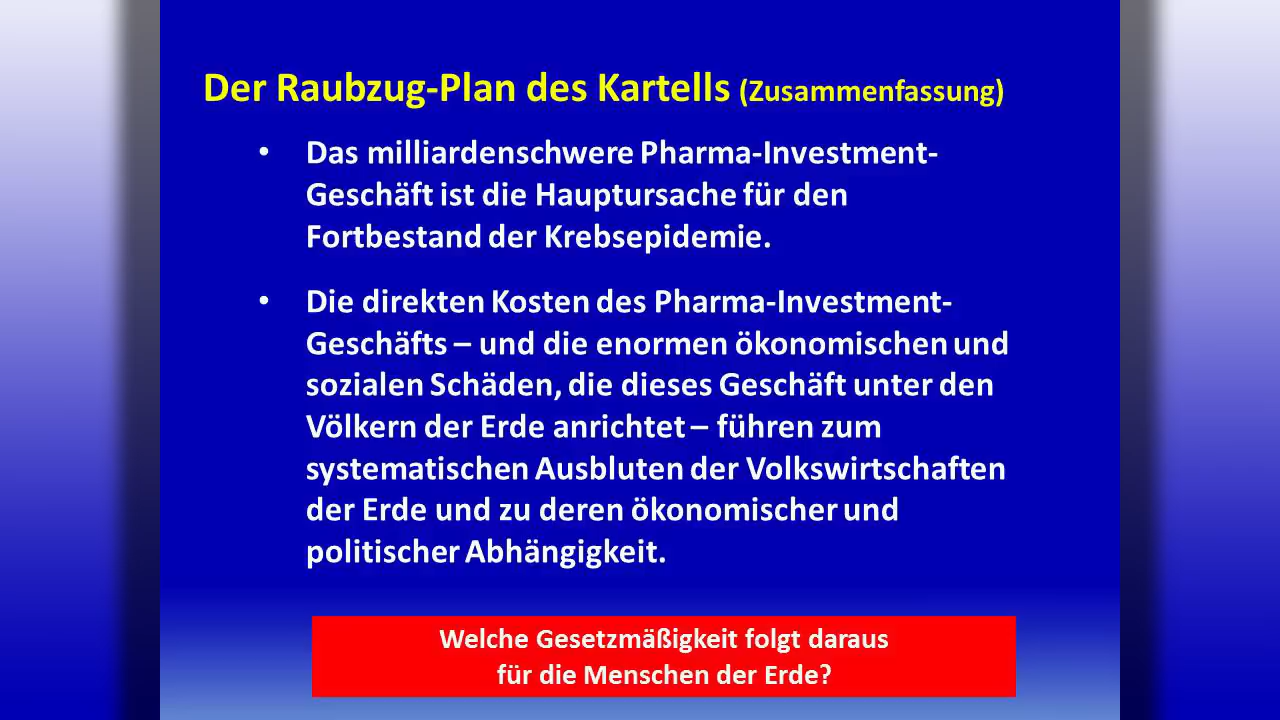 Der Raubzug-Plan des Kartells (Zusammenfassung)
• Das milliardenschwere Pharma-Investment-
Geschäft ist die Hauptursache für den
Fortbestand der Krebsepidemie.
• Die direkten Kosten des Pharma-Investment-
Geschäfts – und die enormen ökonomischen und
sozialen Schäden, die dieses Geschäft unter den
Völkern der Erde anrichtet – führen zum
systematischen Ausbluten der Volkswirtschaften
der Erde und zu deren ökonomischer und
politischer Abhängigkeit.
Welche Gesetzmäßigkeit folgt daraus
für die Menschen der Erde?